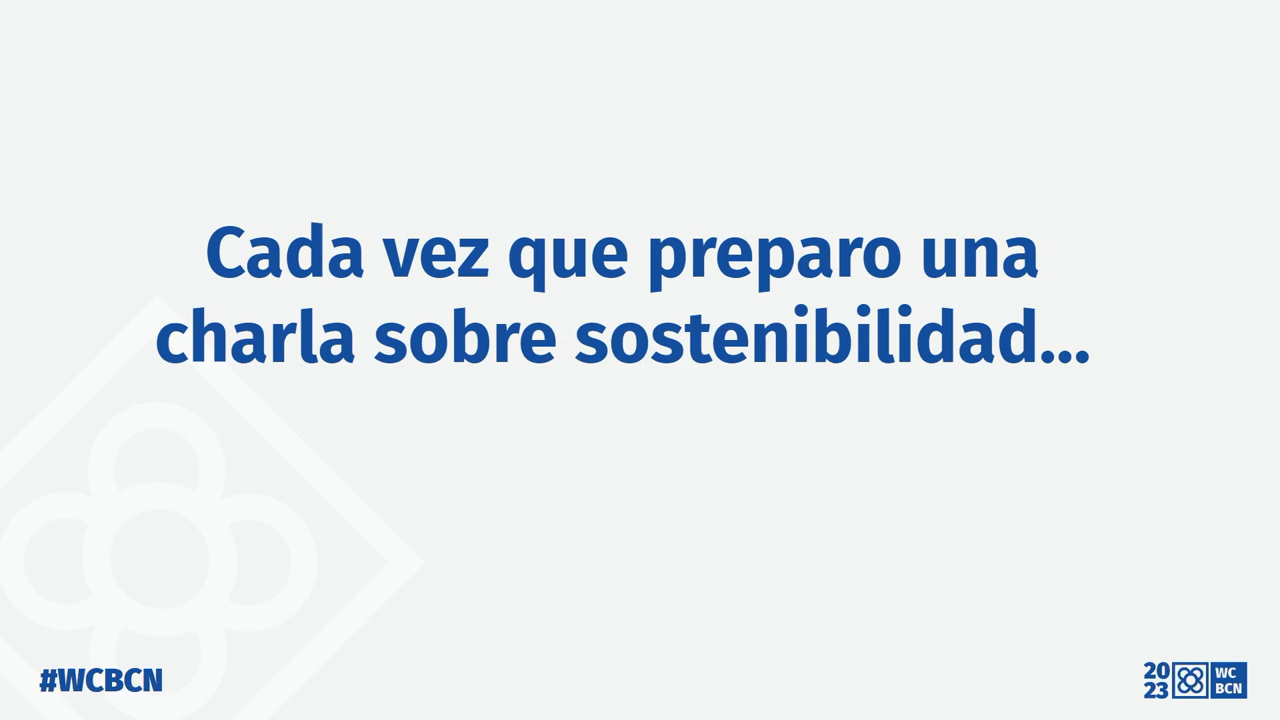 Cada vez que preparo una
charla sobre sostenibilidad...
#WCBCN
20
23
WC
BCN